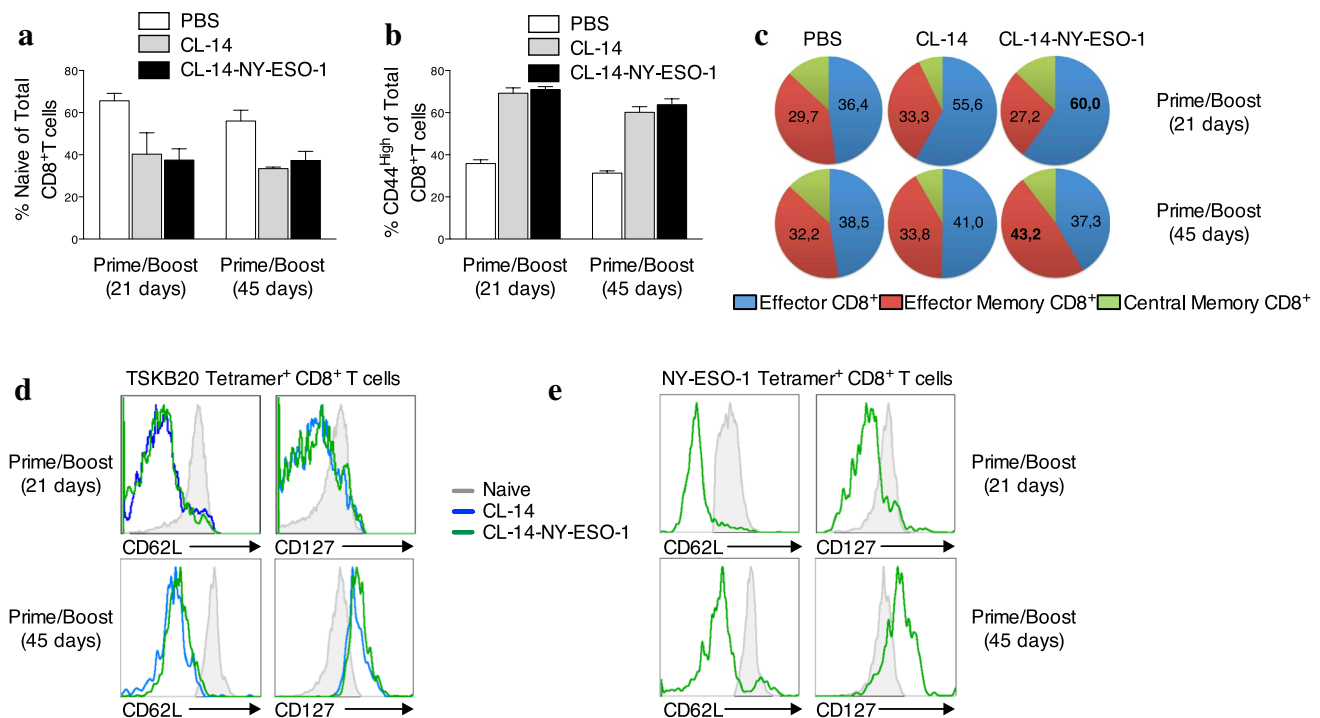 a
PBS
CL-14
CL-14-NY-ESO-1
% Naive of Total
CD8⁺T cells
80
60
40
20
0
Prime/Boost
(21 days)
Prime/Boost
(45 days)
b
PBS
CL-14
CL-14-NY-ESO-1
% CD44ᴴⁱᵍʰ of Total
CD8⁺T cells
80
60
40
20
0
Prime/Boost
(21 days)
Prime/Boost
(45 days)
c
PBS CL-14 CL-14-NY-ESO-1
29,7 36,4 33,3 55,6 27,2 60,0
Prime/Boost
(21 days)
32,2 38,5 33,8 41,0 43,2 37,3
Prime/Boost
(45 days)
Effector CD8⁺ Effector Memory CD8⁺ Central Memory CD8⁺
d
TSKB20 Tetramer⁺ CD8⁺ T cells
Prime/Boost
(21 days)
CD62L CD127
Prime/Boost
(45 days)
CD62L CD127
Naive
CL-14
CL-14-NY-ESO-1
e
NY-ESO-1 Tetramer⁺ CD8⁺ T cells
Prime/Boost
(21 days)
CD62L CD127
Prime/Boost
(45 days)
CD62L CD127